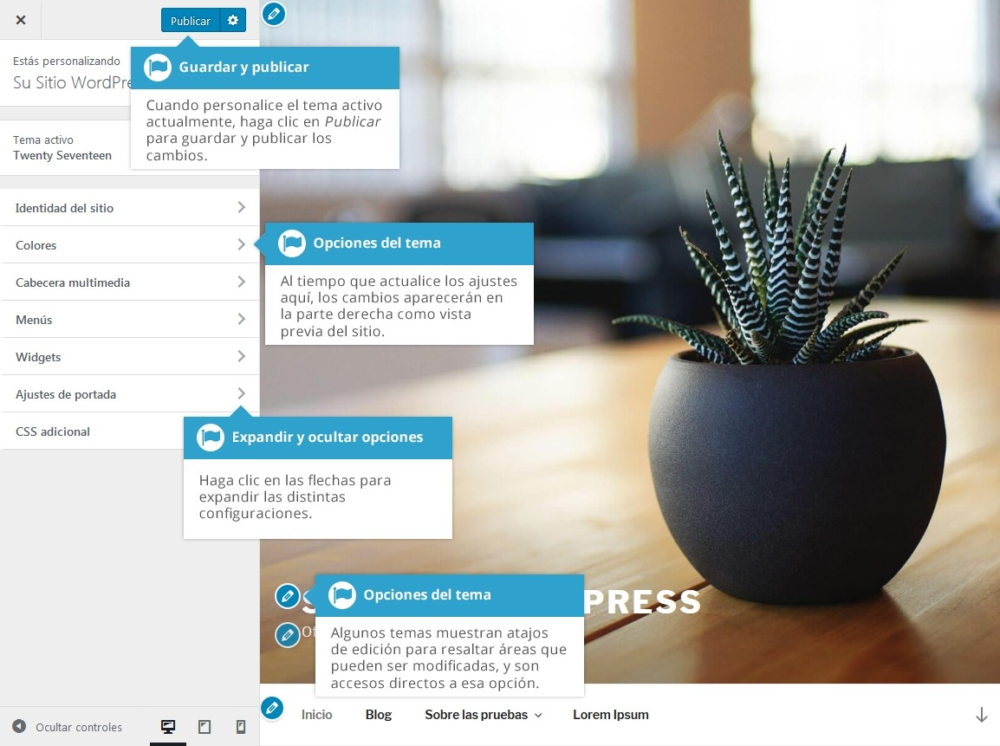 Publicar
Estás personalizando
Su Sitio WordPre
Guardar y publicar
Cuando personalice el tema activo
actualmente, haga clic en Publicar
para guardar y publicar los
cambios.
Tema activo
Twenty Seventeen
Identidad del sitio
Colores
Cabecera multimedia
Menús
Widgets
Ajustes de portada
CSS adicional
Opciones del tema
Al tiempo que actualice los ajustes
aquí, los cambios aparecerán en
la parte derecha como vista
previa del sitio.
Expandir y ocultar opciones
Haga clic en las flechas para
expandir las distintas
configuraciones.
Opciones del tema
Algunos temas muestran atajos
de edición para resaltar áreas que
pueden ser modificadas, y son
accesos directos a esa opción.
PRESS
Inicio Blog Sobre las pruebas Lorem Ipsum
Ocultar controles